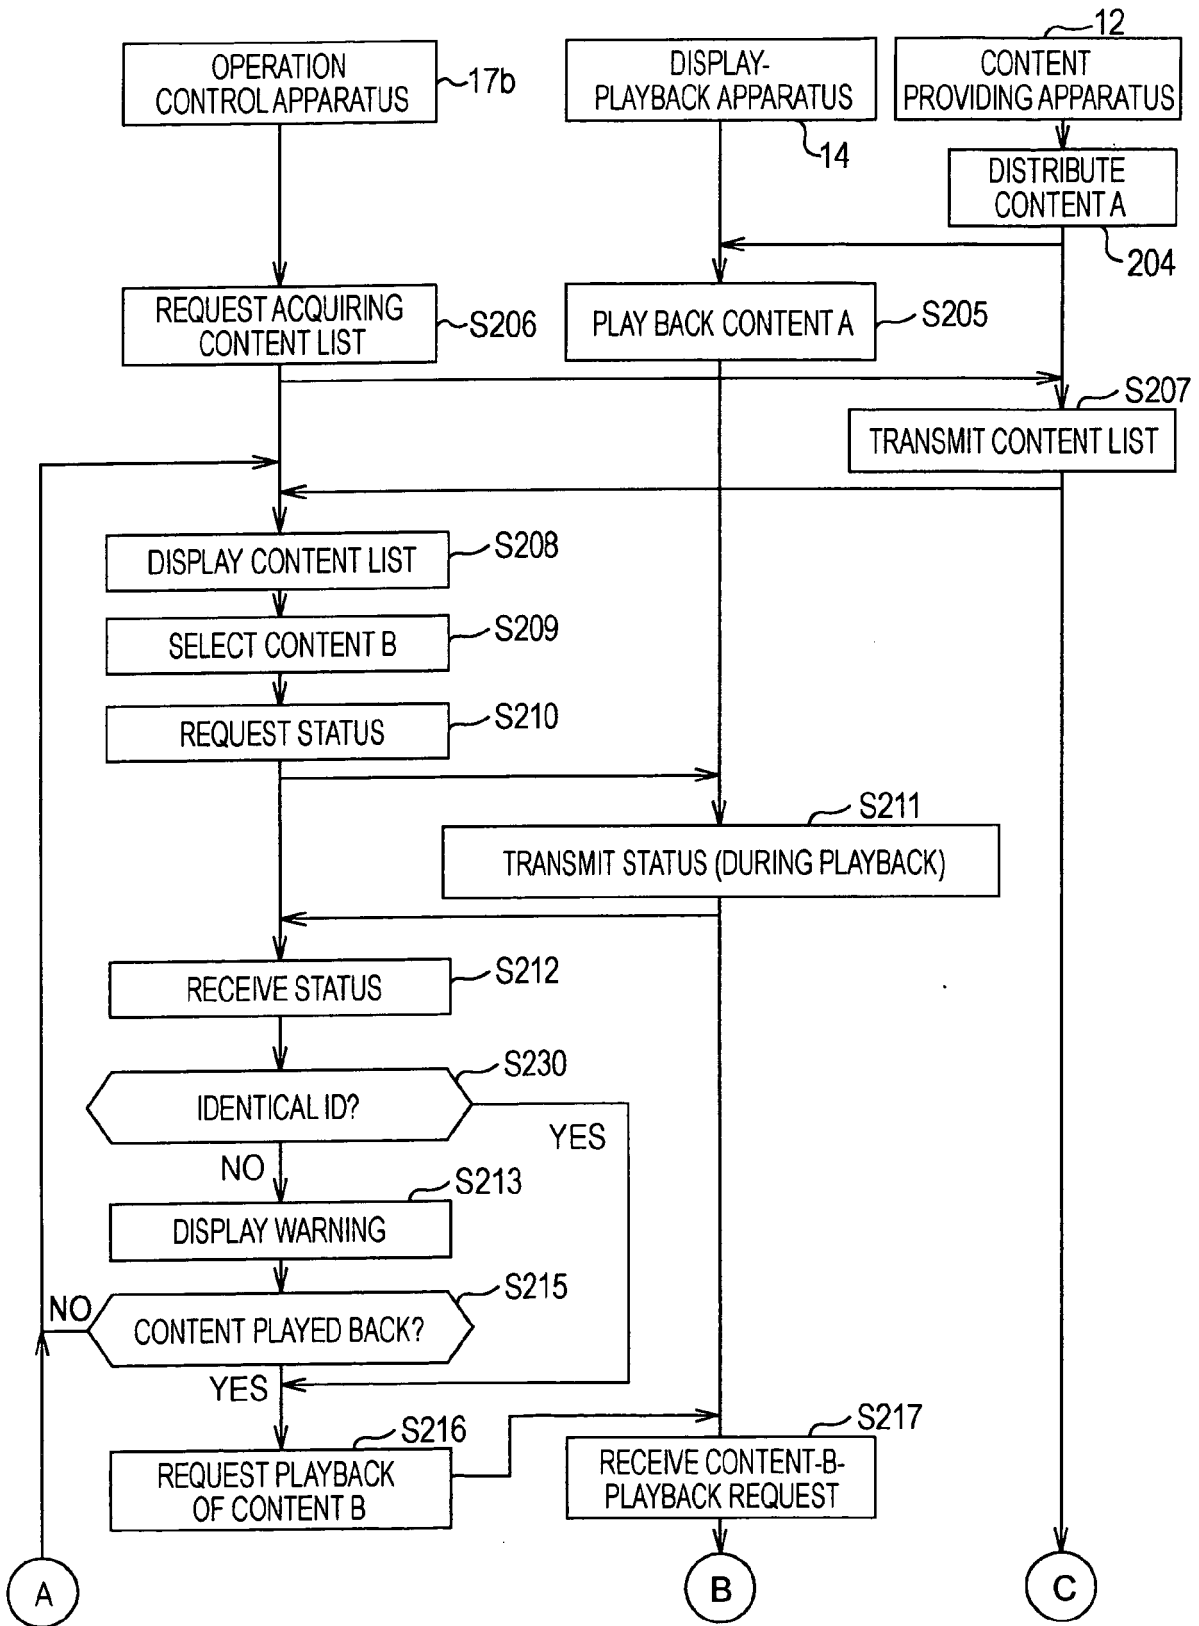 12
OPERATION
CONTROL APPARATUS
17b
DISPLAY-
PLAYBACK APPARATUS
14
CONTENT
PROVIDING APPARATUS
DISTRIBUTE
CONTENT A
204
REQUEST ACQUIRING
CONTENT LIST
S206
PLAY BACK CONTENT A
S205
S207
TRANSMIT CONTENT LIST
DISPLAY CONTENT LIST
S208
SELECT CONTENT B
S209
REQUEST STATUS
S210
S211
TRANSMIT STATUS (DURING PLAYBACK)
RECEIVE STATUS
S212
IDENTICAL ID?
S230
YES
NO
S213
DISPLAY WARNING
S215
NO
CONTENT PLAYED BACK?
YES
S216
REQUEST PLAYBACK
OF CONTENT B
S217
RECEIVE CONTENT-B-
PLAYBACK REQUEST
A
B
C